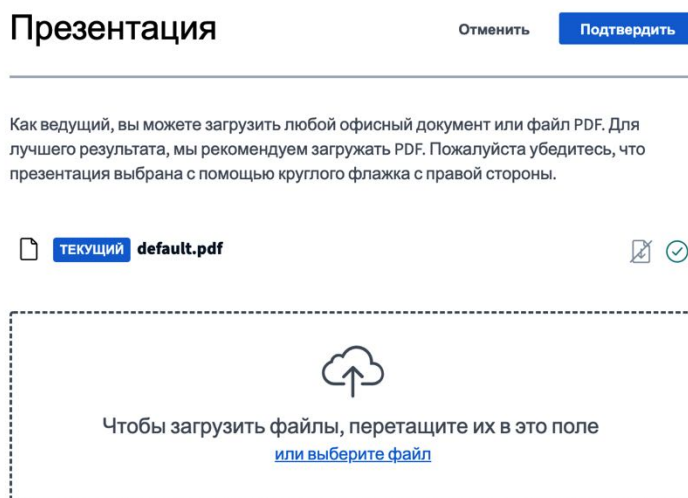 Презентация
Отменить
Подтвердить
Как ведущий, вы можете загрузить любой офисный документ или файл PDF. Для
лучшего результата, мы рекомендуем загружать PDF. Пожалуйста убедитесь, что
презентация выбрана с помощью круглого флажка с правой стороны.
ТЕКУЩИЙ default.pdf
Чтобы загрузить файлы, перетащите их в это поле
или выберите файл